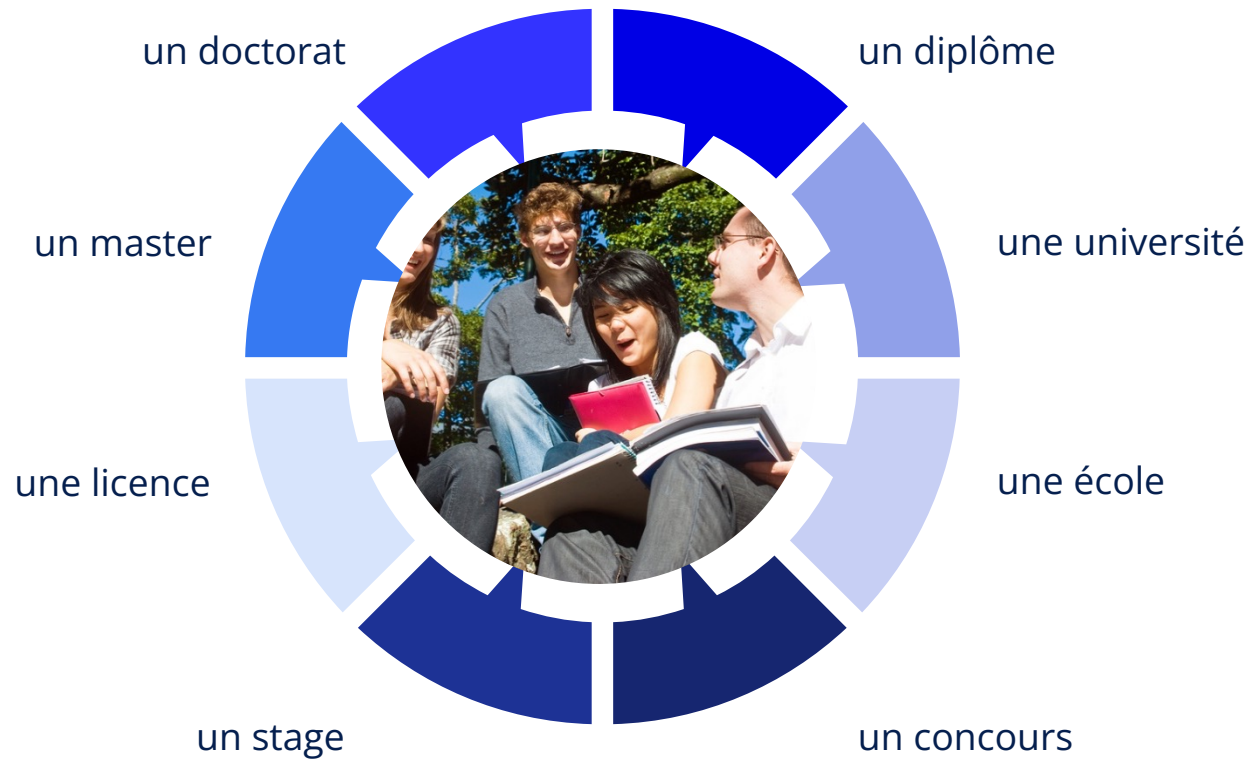 un doctorat
un diplôme
un master
une université
une licence
une école
un stage
un concours